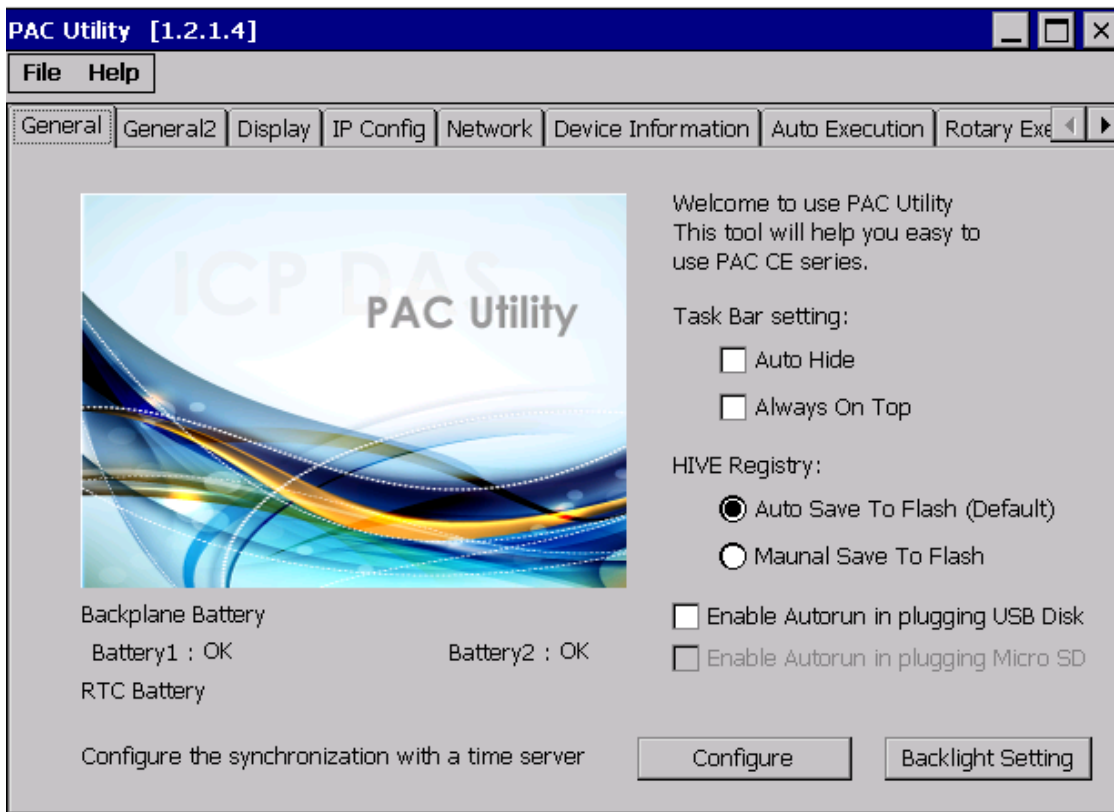 PAC Utility [1.2.1.4]
File Help
General General2 Display IP Config Network Device Information Auto Execution Rotary Exe
ICP DAS
PAC Utility
Welcome to use PAC Utility
This tool will help you easy to
use PAC CE series.
Task Bar setting:
Auto Hide
Always On Top
HIVE Registry:
Auto Save To Flash (Default)
Maunal Save To Flash
Enable Autorun in plugging USB Disk
Enable Autorun in plugging Micro SD
Backplane Battery
Battery1 : OK Battery2 : OK
RTC Battery
Configure the synchronization with a time server Configure Backlight Setting